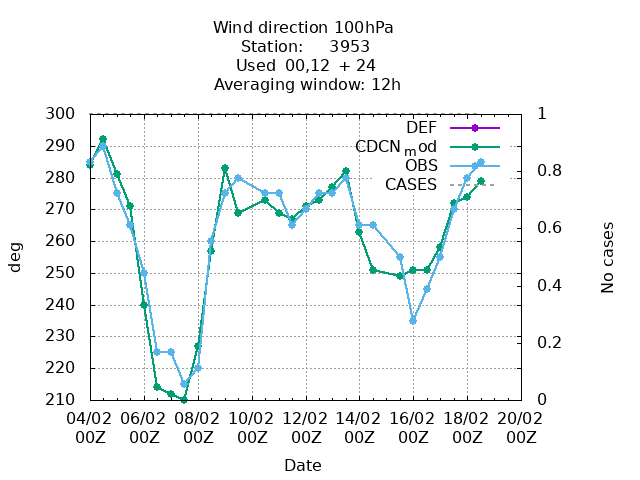 Wind direction 100hPa
Station: 3953
Used 00,12 + 24
Averaging window: 12h
300
290
280
270
260
250
240
230
220
210
deg
1
0.8
0.6
0.4
0.2
0
No cases
DEF
CDCNmod
OBS
CASES
04/02 06/02 08/02 10/02 12/02 14/02 16/02 18/02 20/02
00Z 00Z 00Z 00Z 00Z 00Z 00Z 00Z 00Z
Date